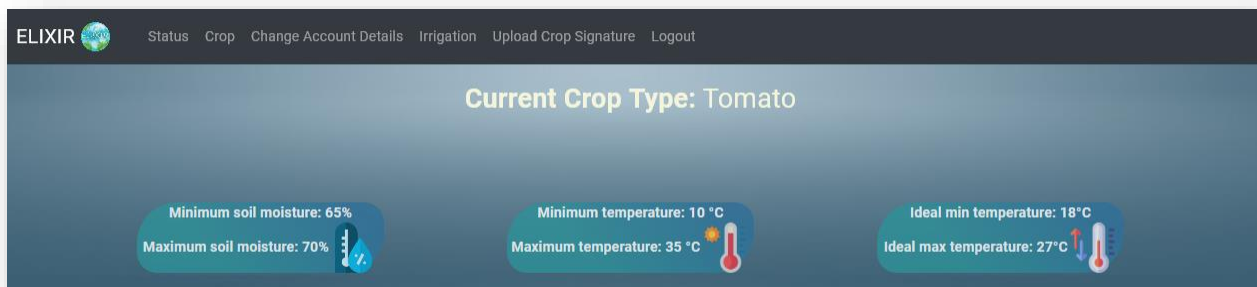 ELIXIR Status Crop Change Account Details Irrigation Upload Crop Signature Logout
Current Crop Type: Tomato
Minimum soil moisture: 65%
Maximum soil moisture: 70%
%
Minimum temperature: 10 °C
Maximum temperature: 35 °C
Ideal min temperature: 18°C
Ideal max temperature: 27°C